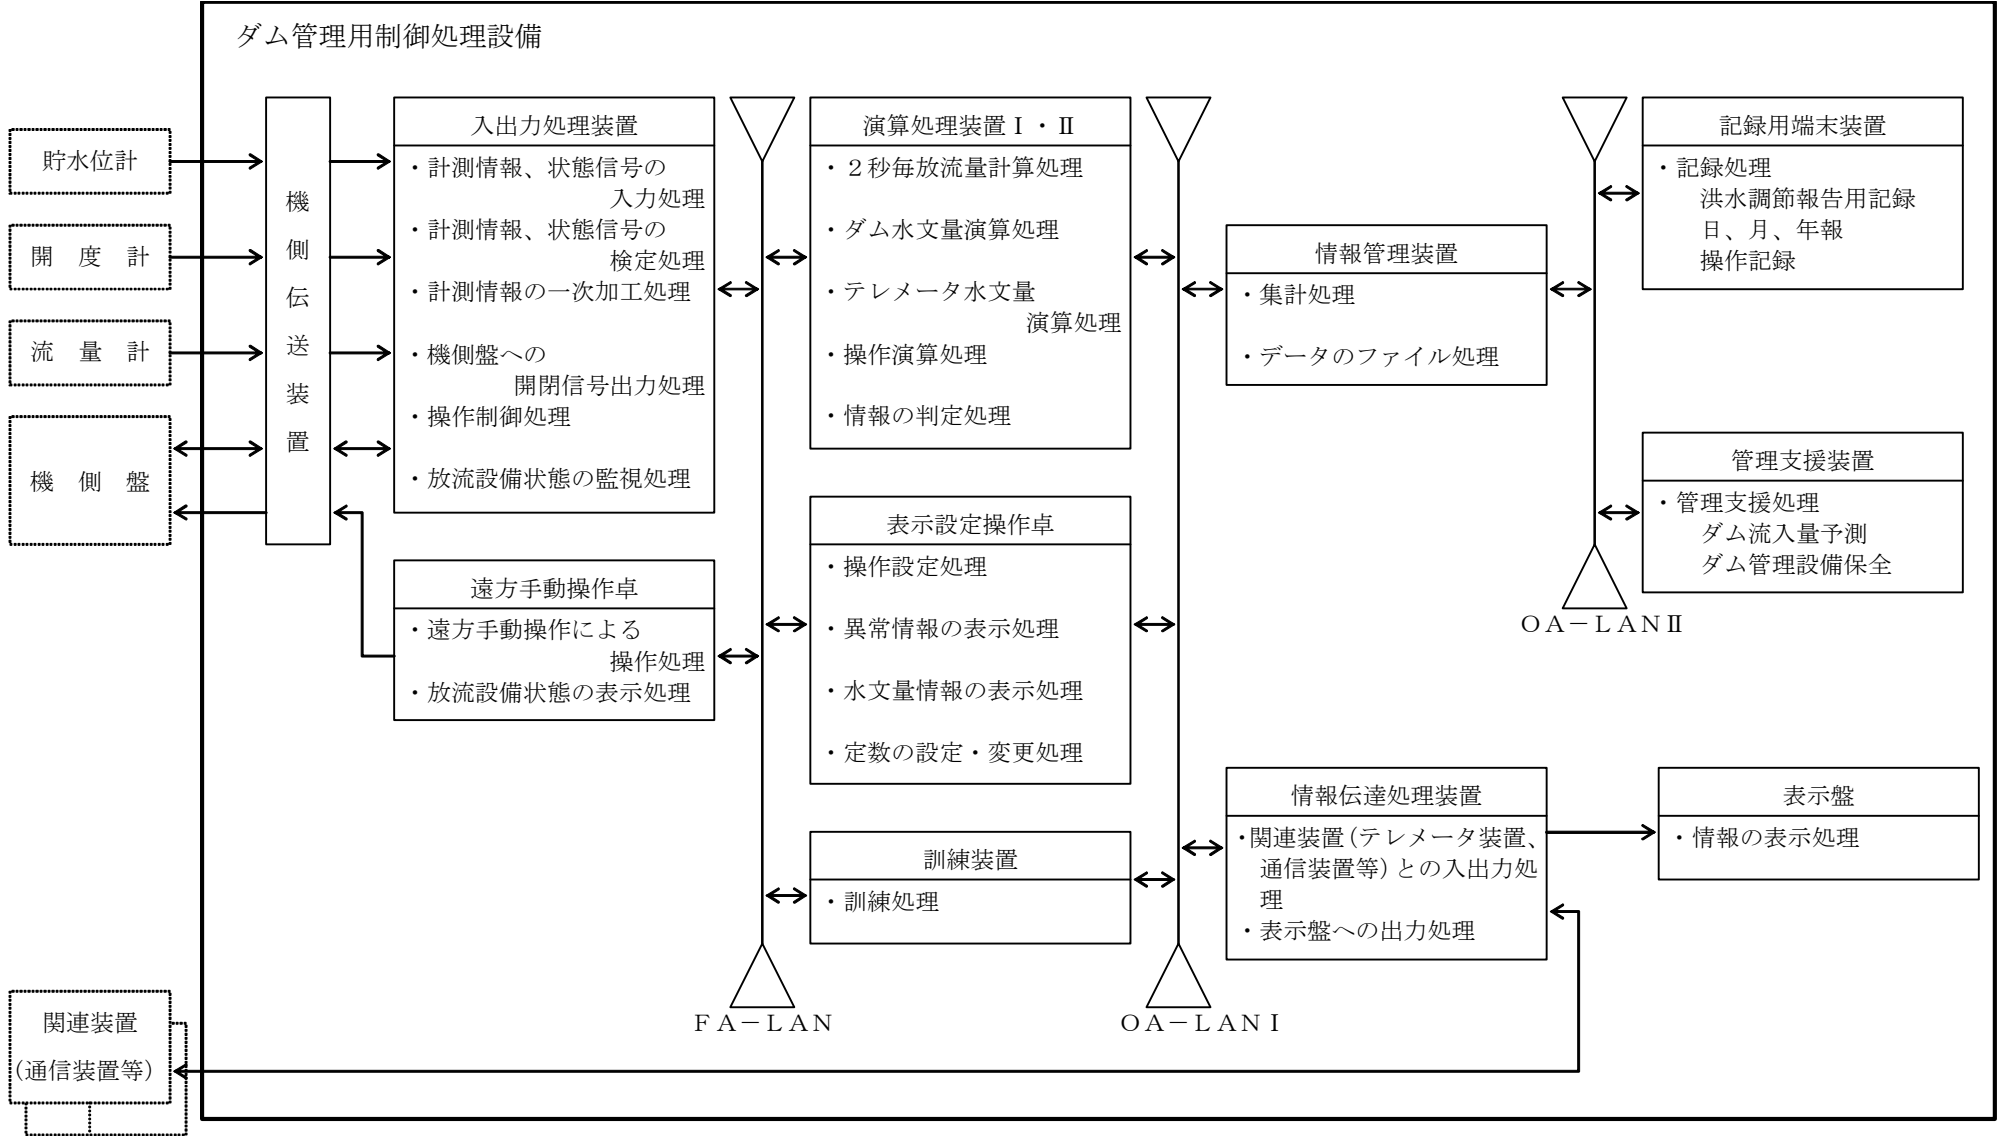 ダム管理用制御処理設備
貯水位計
開度計
流量計
機側盤
機側伝送装置
入出力処理装置
・計測情報、状態信号の
入力処理
・計測情報、状態信号の
検定処理
・計測情報の一次加工処理
・機側盤への
開閉信号出力処理
・操作制御処理
・放流設備状態の監視処理
遠方手動操作卓
・遠方手動操作による
操作処理
・放流設備状態の表示処理
FA-LAN
演算処理装置Ⅰ・Ⅱ
・2秒毎放流量計算処理
・ダム水文量演算処理
・テレメータ水文量
演算処理
・操作演算処理
・情報の判定処理
表示設定操作卓
・操作設定処理
・異常情報の表示処理
・水文量情報の表示処理
・定数の設定・変更処理
訓練装置
・訓練処理
OA-LANⅠ
情報管理装置
・集計処理
・データのファイル処理
情報伝達処理装置
・関連装置(テレメータ装置、
通信装置等)との入出力処
理
・表示盤への出力処理
OA-LANⅡ
記録用端末装置
・記録処理
洪水調節報告用記録
日、月、年報
操作記録
管理支援装置
・管理支援処理
ダム流入量予測
ダム管理設備保全
表示盤
・情報の表示処理
関連装置
(通信装置等)